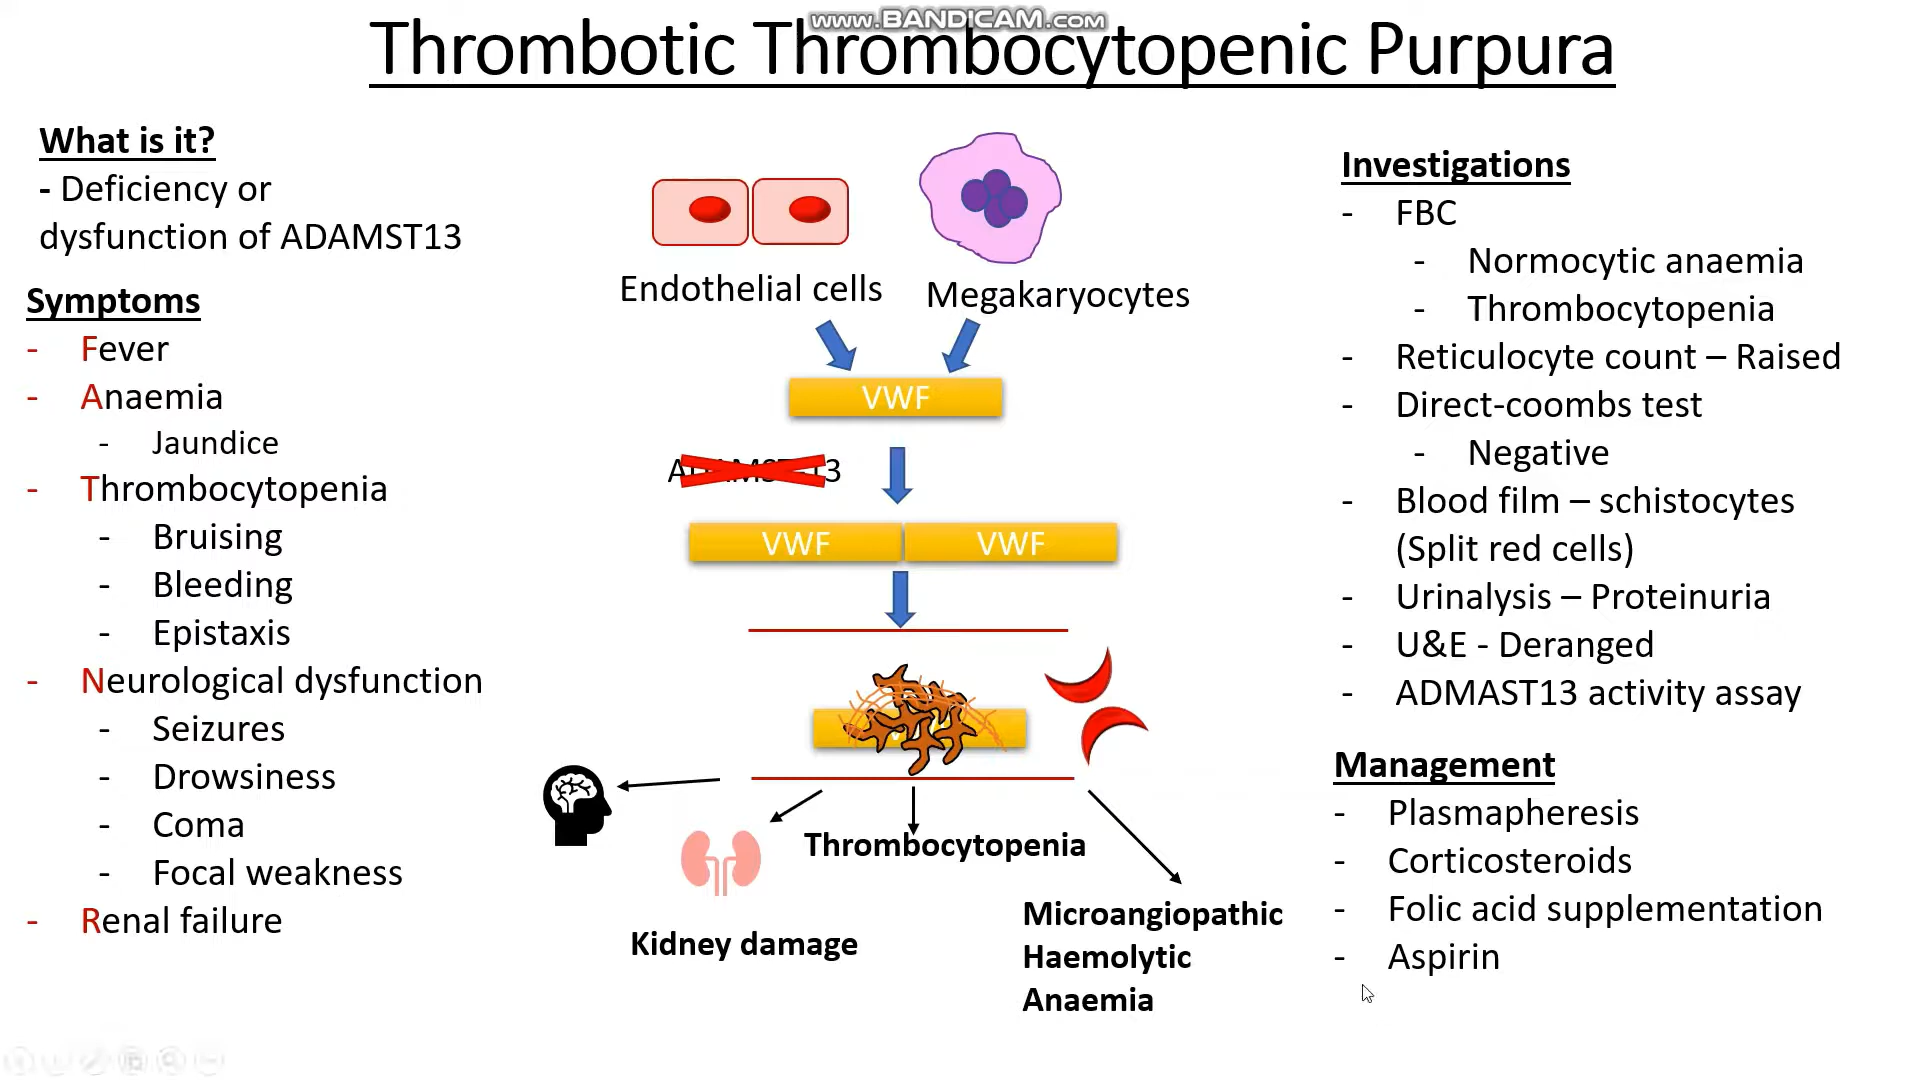 www.BANDICAM.com
Thrombotic Thrombocytopenic Purpura
What is it?
- Deficiency or
dysfunction of ADAMST13
Symptoms
- Fever
- Anaemia
- Jaundice
- Thrombocytopenia
- Bruising
- Bleeding
- Epistaxis
- Neurological dysfunction
- Seizures
- Drowsiness
- Coma
- Focal weakness
- Renal failure
Endothelial cells
Megakaryocytes
VWF
ADAMST-13
VWF VWF
Thrombocytopenia
Kidney damage
Microangiopathic
Haemolytic
Anaemia
Investigations
- FBC
- Normocytic anaemia
- Thrombocytopenia
- Reticulocyte count – Raised
- Direct-coombs test
- Negative
- Blood film – schistocytes
(Split red cells)
- Urinalysis – Proteinuria
- U&E - Deranged
- ADMAST13 activity assay
Management
- Plasmapheresis
- Corticosteroids
- Folic acid supplementation
- Aspirin